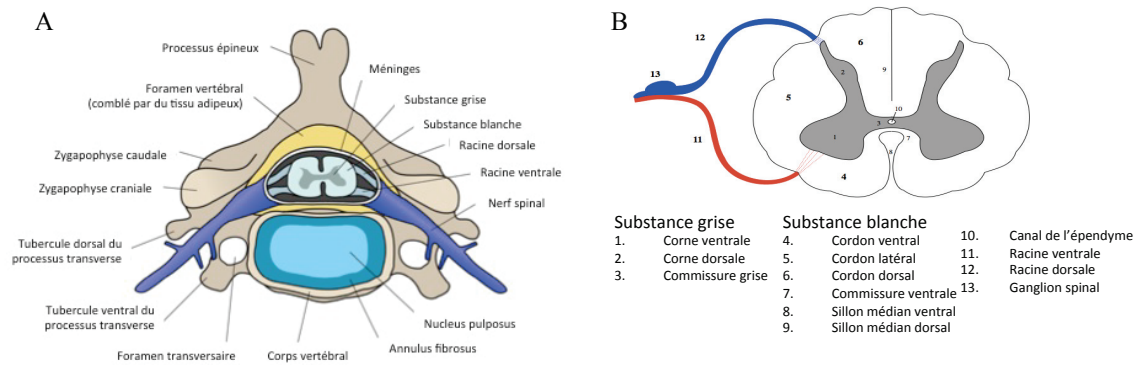 A
Processus épineux
Foramen vertébral
(comblé par du tissu adipeux)
Zygapophyse caudale
Zygapophyse craniale
Tubercule dorsal du
processus transverse
Tubercule ventral du
processus transverse
Foramen transversaire
Corps vertébral
Méninges
Substance grise
Substance blanche
Racine dorsale
Racine ventrale
Nerf spinal
Nucleus pulposus
Annulus fibrosus
B
12
6
13
2
9
5
10
3
1
7
11
8
4
Substance grise
1. Corne ventrale
2. Corne dorsale
3. Commissure grise
Substance blanche
4. Cordon ventral
5. Cordon latéral
6. Cordon dorsal
7. Commissure ventrale
8. Sillon médian ventral
9. Sillon médian dorsal
10. Canal de l'épendyme
11. Racine ventrale
12. Racine dorsale
13. Ganglion spinal